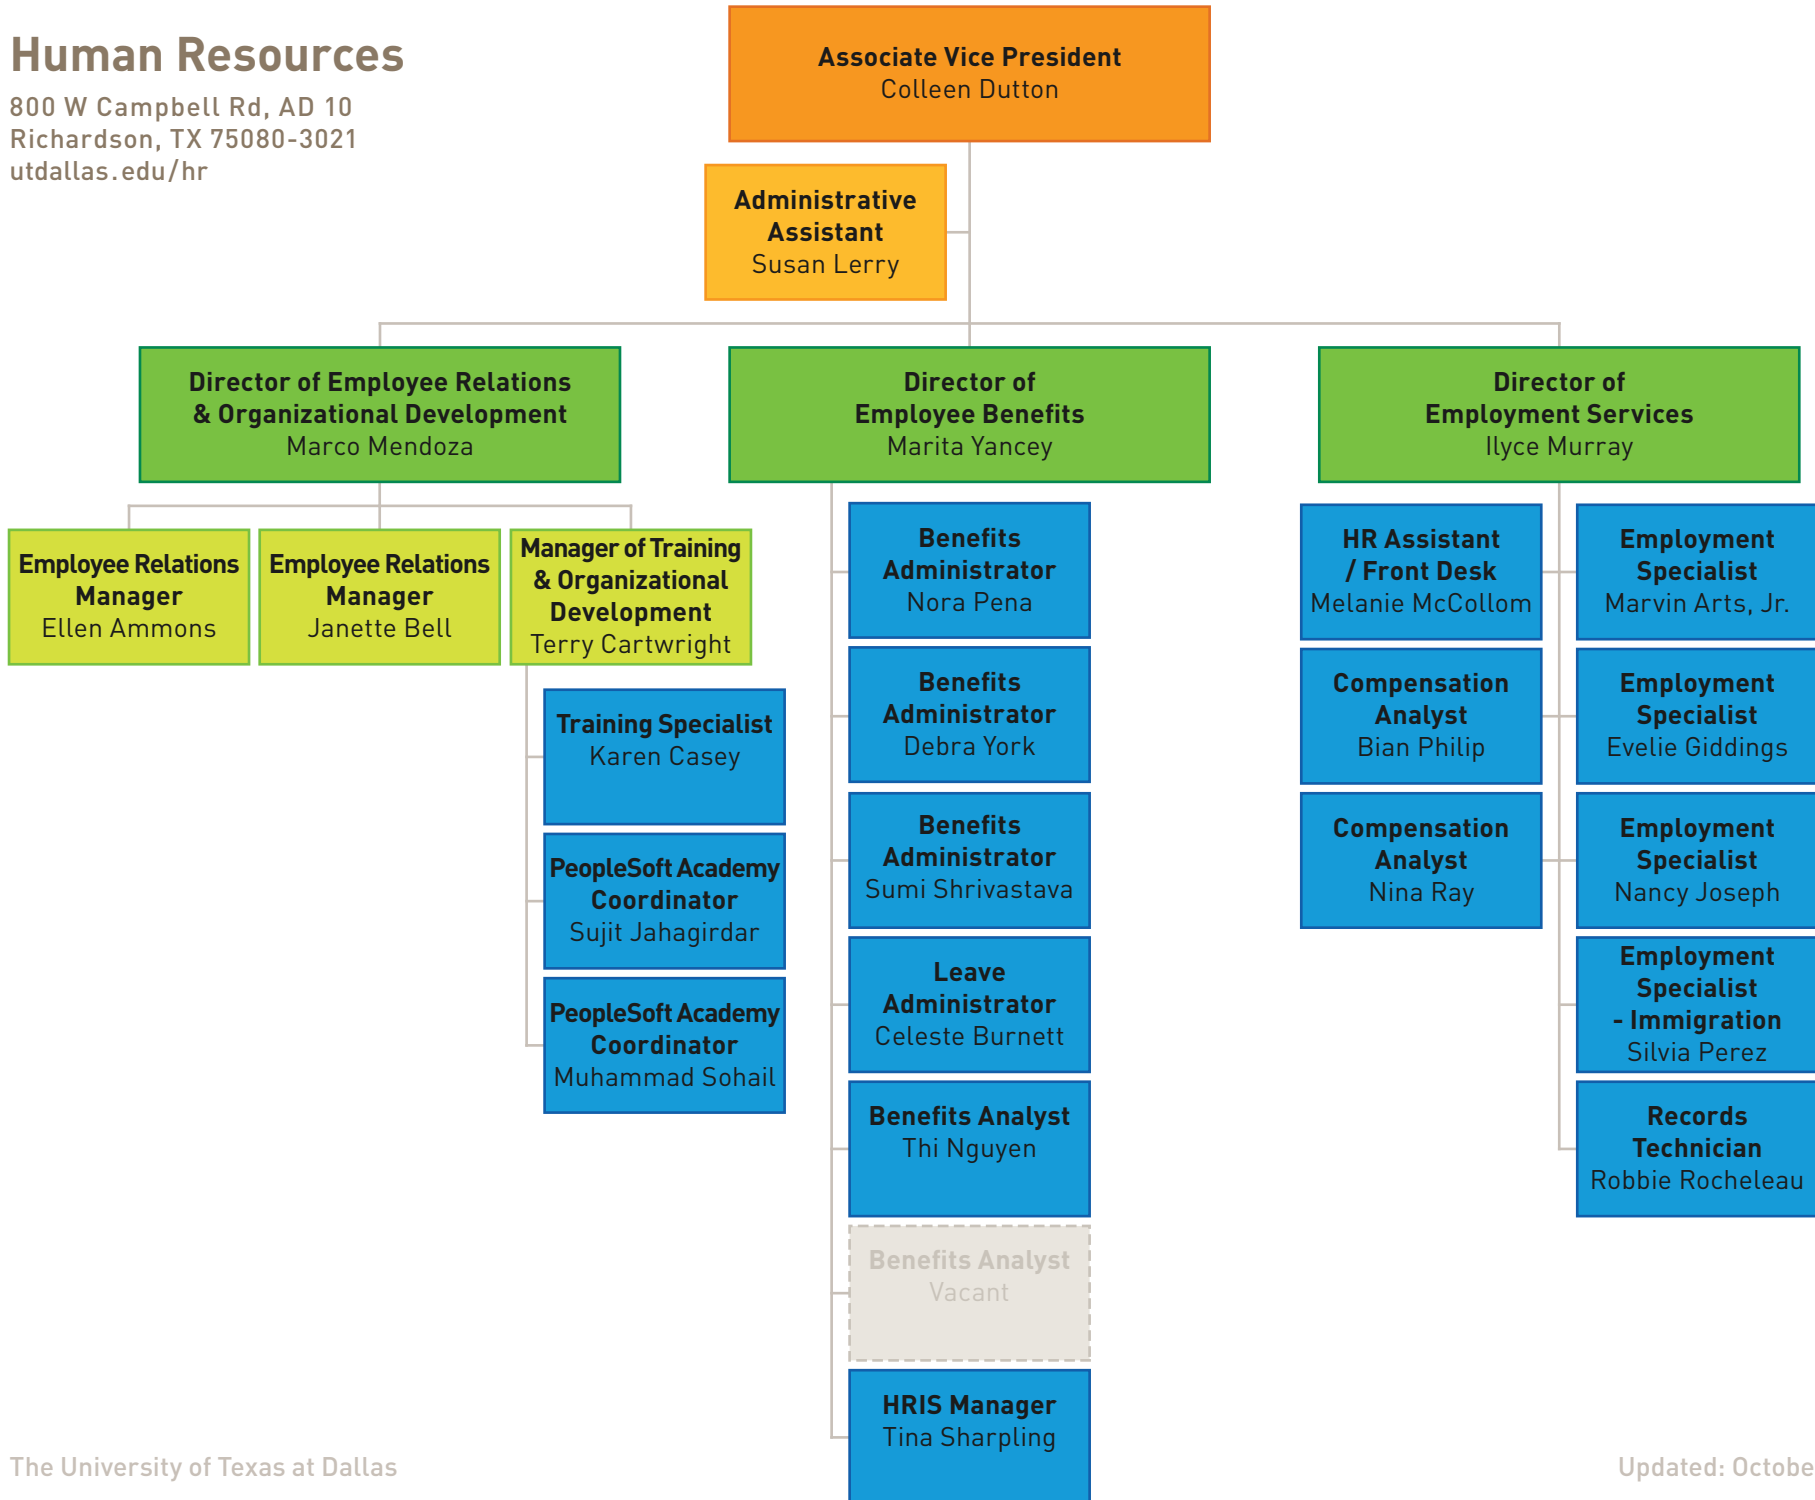 Human Resources
800 W Campbell Rd, AD 10
Richardson, TX 75080-3021
utdallas.edu/hr
Associate Vice President
Colleen Dutton
Administrative
Assistant
Susan Lerry
Director of Employee Relations
& Organizational Development
Marco Mendoza
Director of
Employee Benefits
Marita Yancey
Director of
Employment Services
Ilyce Murray
Employee Relations
Manager
Ellen Ammons
Employee Relations
Manager
Janette Bell
Manager of Training
& Organizational
Development
Terry Cartwright
Training Specialist
Karen Casey
PeopleSoft Academy
Coordinator
Sujit Jahagirdar
PeopleSoft Academy
Coordinator
Muhammad Sohail
Benefits
Administrator
Nora Pena
Benefits
Administrator
Debra York
Benefits
Administrator
Sumi Shrivastava
Leave
Administrator
Celeste Burnett
Benefits Analyst
Thi Nguyen
Benefits Analyst
Vacant
HRIS Manager
Tina Sharpling
HR Assistant
/ Front Desk
Melanie McCollom
Compensation
Analyst
Bian Philip
Compensation
Analyst
Nina Ray
Employment
Specialist
Marvin Arts, Jr.
Employment
Specialist
Evelie Giddings
Employment
Specialist
Nancy Joseph
Employment
Specialist
- Immigration
Silvia Perez
Records
Technician
Robbie Rocheleau
The University of Texas at Dallas
Updated: Octobe